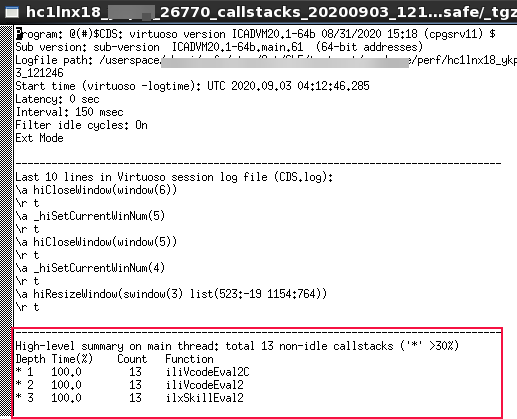 hc1lnx18_ _26770_callstacks_20200903_121...safe/_tgz
Program: @(#)$CDS: virtuoso version ICADVM20.1-64b 08/31/2020 15:18 (cpgsrv11) $
Sub version: sub-version  ICADVM20.1-64b.main.61  (64-bit addresses)
Logfile path: /userspace/ /perf/hc1lnx18_ykp
3_121246
Start time (virtuoso -logtime): UTC 2020.09.03 04:12:46.285
Latency: 0 sec
Interval: 150 msec
Filter idle cycles: On
Ext Mode
--------------------------------------------------------------------------------
Last 10 lines in Virtuoso session log file (CDS.log):
\a hiCloseWindow(window(6))
\r t
\a _hiSetCurrentWinNum(5)
\r t
\a hiCloseWindow(window(5))
\r t
\a _hiSetCurrentWinNum(4)
\r t
\a hiResizeWindow(swindow(3) list(523:-19 1154:764))
\r t
--------------------------------------------------------------------------------
High-level summary on main thread: total 13 non-idle callstacks ('*' >30%)
Depth Time(%)   Count   Function
* 1   100.0      13   iliVcodeEval2C
* 2   100.0      13   iliVcodeEval2
* 3   100.0      13   ilxSkillEval2